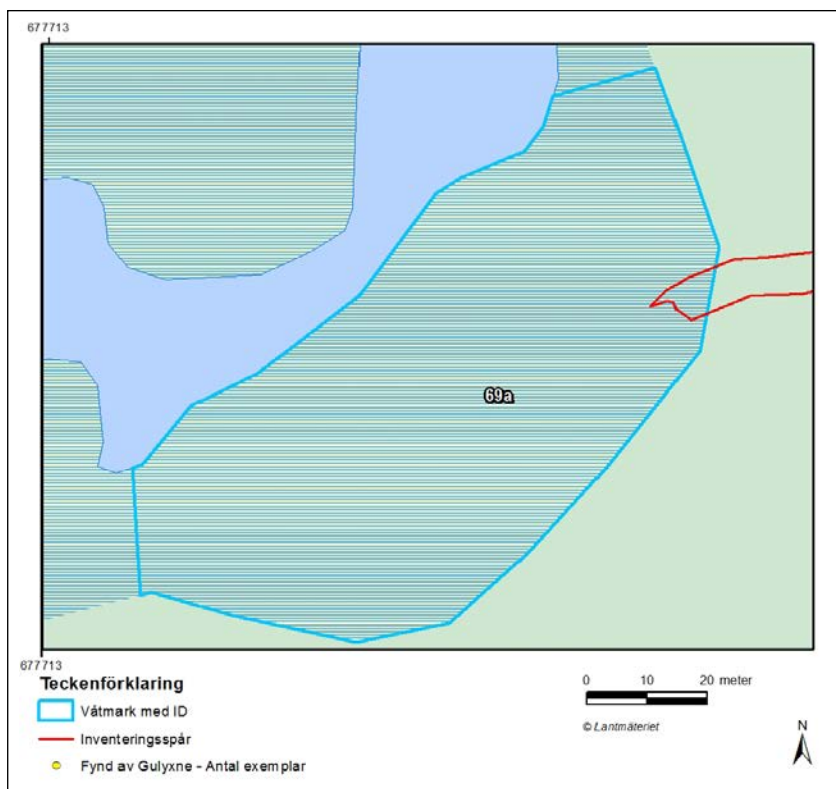 677713
69a
677713
Teckenförklaring
Våtmark med ID
Inventeringsspår
Fynd av Gulyxne - Antal exemplar
0 10 20 meter
© Lantmäteriet
N